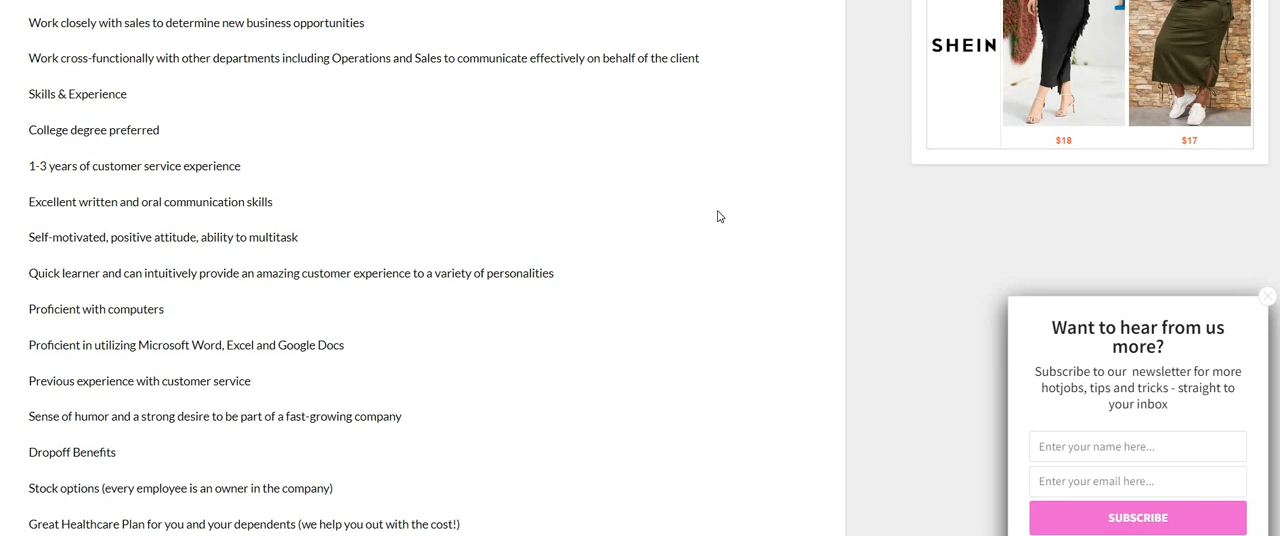 Work closely with sales to determine new business opportunities
Work cross-functionally with other departments including Operations and Sales to communicate effectively on behalf of the client
Skills & Experience
College degree preferred
1-3 years of customer service experience
Excellent written and oral communication skills
Self-motivated, positive attitude, ability to multitask
Quick learner and can intuitively provide an amazing customer experience to a variety of personalities
Proficient with computers
Proficient in utilizing Microsoft Word, Excel and Google Docs
Previous experience with customer service
Sense of humor and a strong desire to be part of a fast-growing company
Dropoff Benefits
Stock options (every employee is an owner in the company)
Great Healthcare Plan for you and your dependents (we help you out with the cost!)
SHEIN
$18
$17
Want to hear from us
more?
Subscribe to our newsletter for more
hotjobs, tips and tricks - straight to
your inbox
Enter your name here...
Enter your email here...
SUBSCRIBE